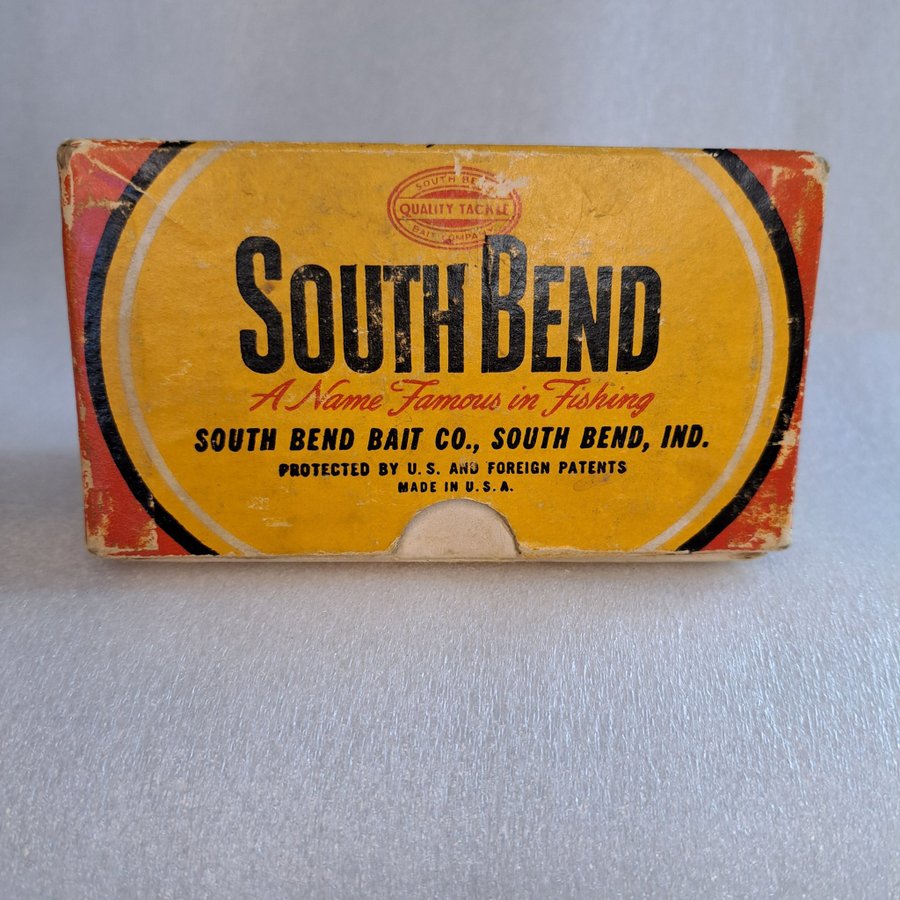 SOUTH BEND
QUALITY TACKLE
BAIT COMPANY
SOUTH BEND
A Name Famous in Fishing
SOUTH BEND BAIT CO., SOUTH BEND, IND.
PROTECTED BY U. S. AND FOREIGN PATENTS
MADE IN U. S. A.